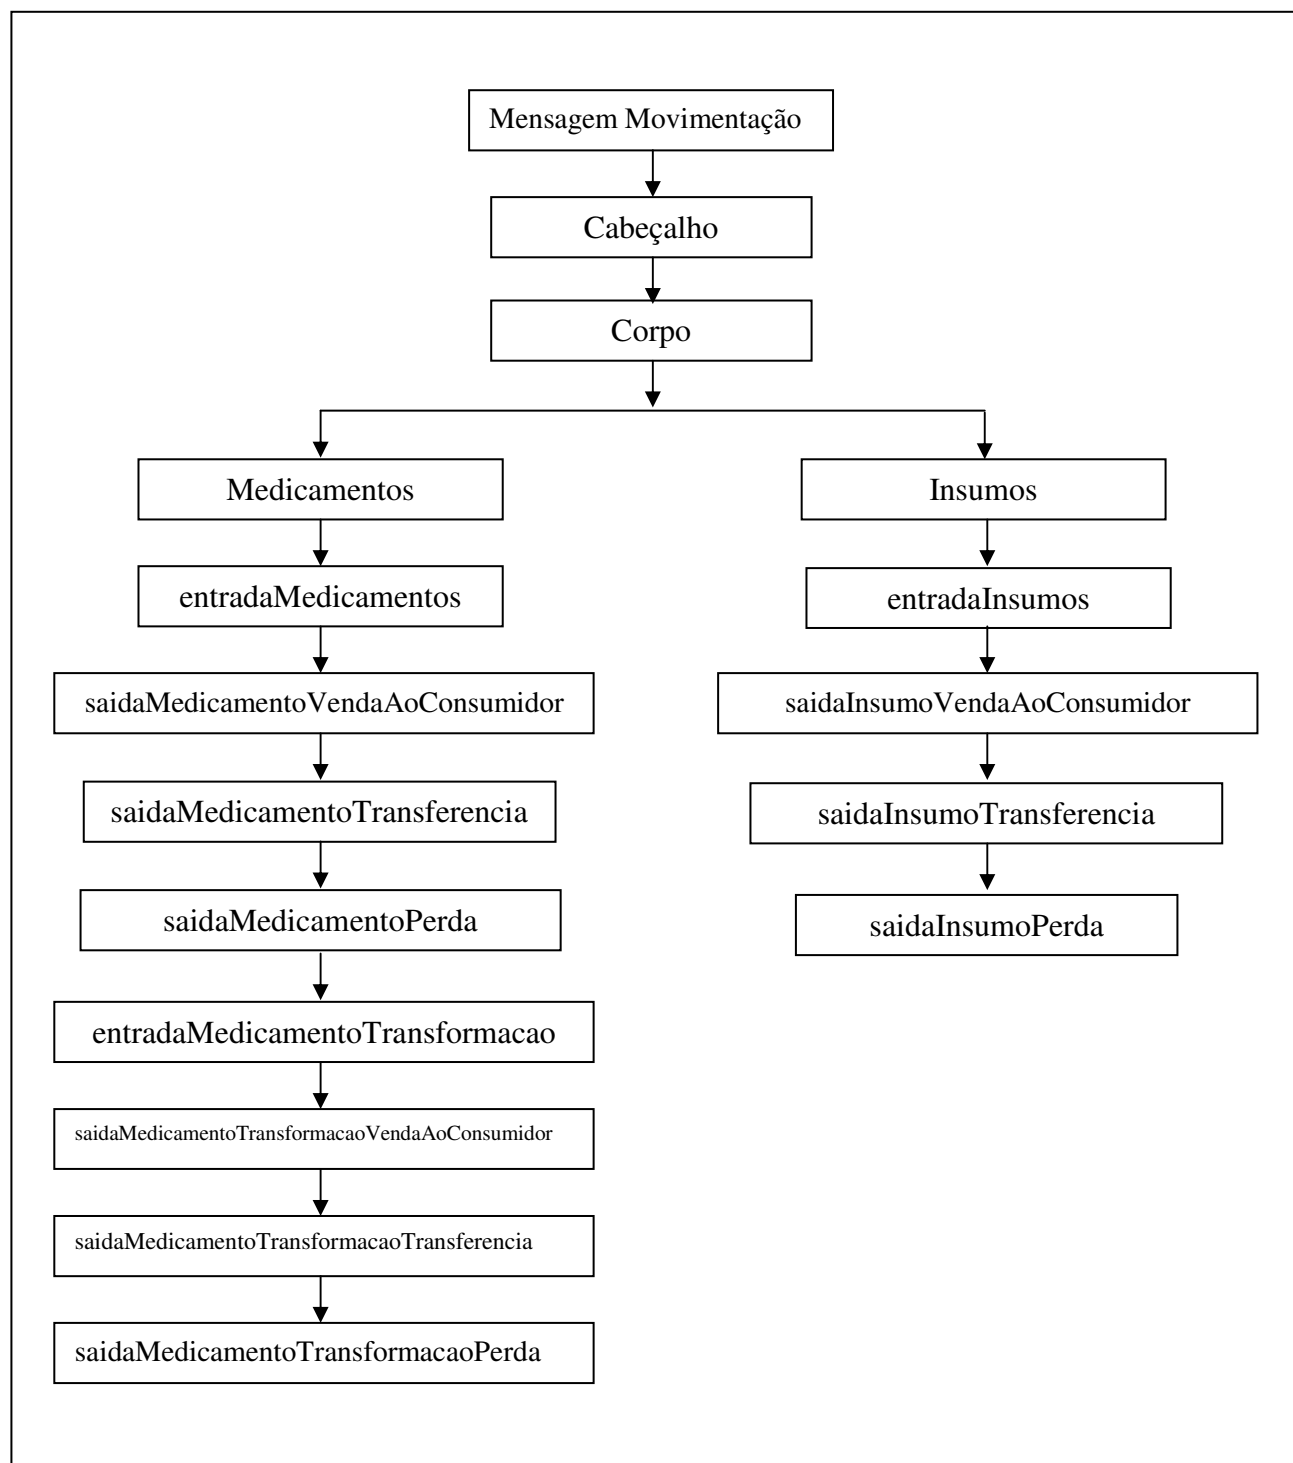 Mensagem Movimentação
Cabeçalho
Corpo
Medicamentos
Insumos
entradaMedicamentos
entradaInsumos
saidaMedicamentoVendaAoConsumidor
saidaInsumoVendaAoConsumidor
saidaMedicamentoTransferencia
saidaInsumoTransferencia
saidaMedicamentoPerda
saidaInsumoPerda
entradaMedicamentoTransformacao
saidaMedicamentoTransformacaoVendaAoConsumidor
saidaMedicamentoTransformacaoTransferencia
saidaMedicamentoTransformacaoPerda